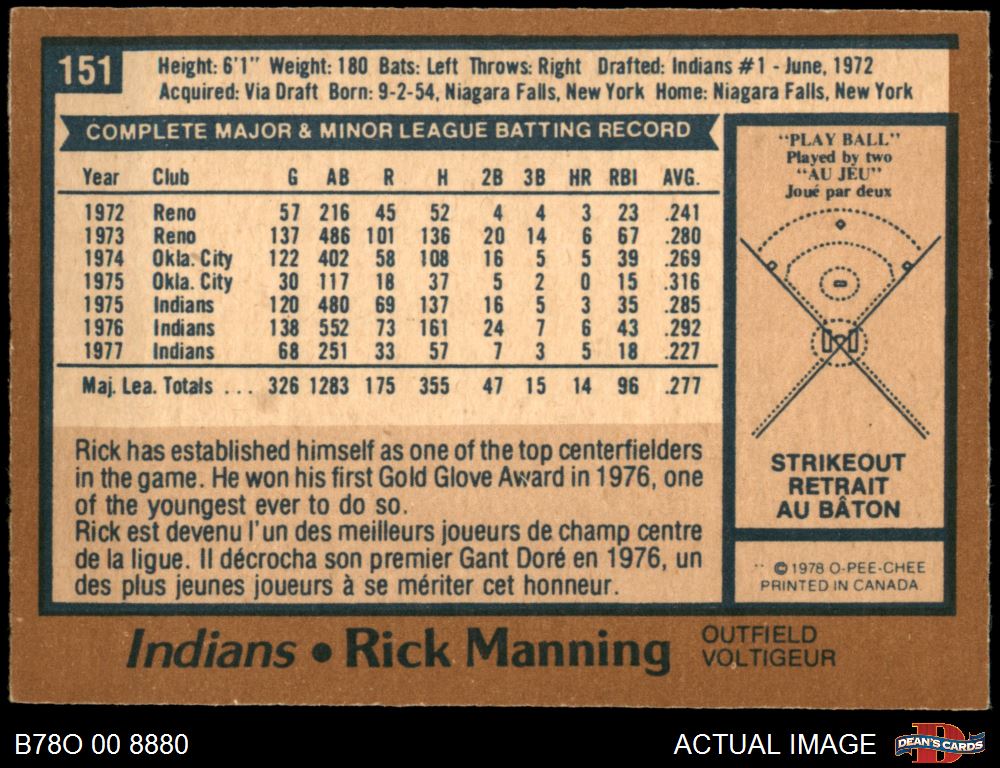 151
Height: 6'1" Weight: 180 Bats: Left Throws: Right Drafted: Indians #1 - June, 1972
Acquired: Via Draft Born: 9-2-54, Niagara Falls, New York Home: Niagara Falls, New York
COMPLETE MAJOR & MINOR LEAGUE BATTING RECORD
Year Club G AB R H 2B 3B HR RBI AVG.
1972 Reno 57 216 45 52 4 4 3 23 .241
1973 Reno 137 486 101 136 20 14 6 67 .280
1974 Okla. City 122 402 58 108 16 5 5 39 .269
1975 Okla. City 30 117 18 37 5 2 0 15 .316
1975 Indians 120 480 69 137 16 5 3 35 .285
1976 Indians 138 552 73 161 24 7 6 43 .292
1977 Indians 68 251 33 57 7 3 5 18 .227
Maj. Lea. Totals . . . 326 1283 175 355 47 15 14 96 .277
Rick has established himself as one of the top centerfielders
in the game. He won his first Gold Glove Award in 1976, one
of the youngest ever to do so.
Rick est devenu l'un des meilleurs joueurs de champ centre
de la ligue. Il décrocha son premier Gant Doré en 1976, un
des plus jeunes joueurs à se mériter cet honneur.
"PLAY BALL"
Played by two
"AU JEU"
Joué par deux
STRIKEOUT
RETRAIT
AU BÂTON
© 1978 O-PEE-CHEE
PRINTED IN CANADA.
Indians • Rick Manning
OUTFIELD
VOLTIGEUR
B78O 00 8880
ACTUAL IMAGE
D
DEAN'S CARDS